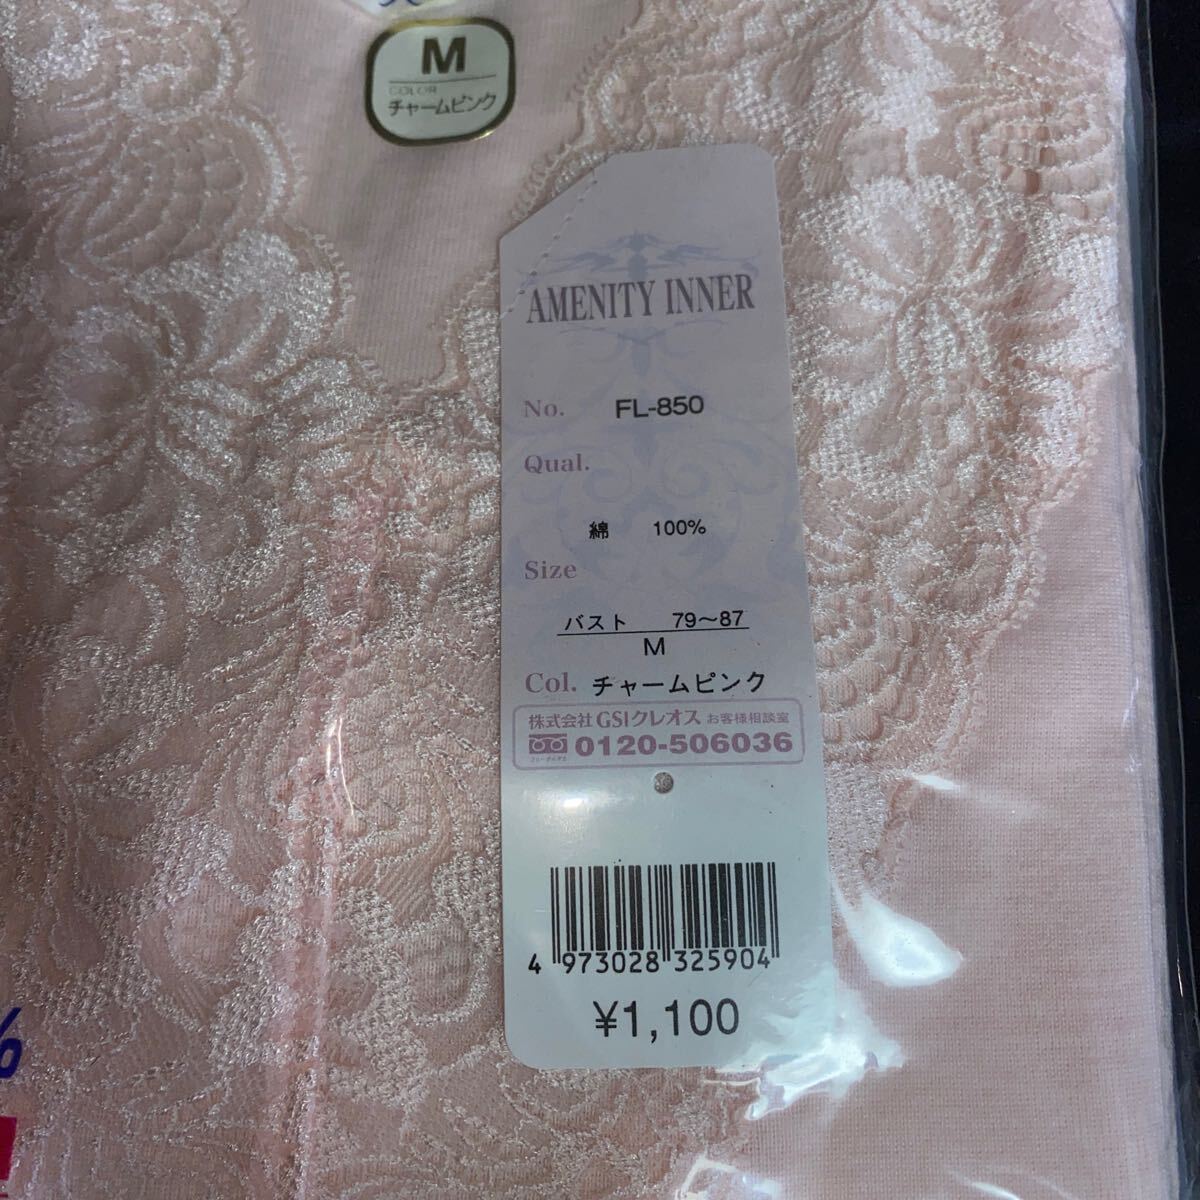 M
COLOR
チャームピンク
AMENITY INNER
No. FL-850
Qual.
綿 100%
Size
バスト 79〜87
M
Col. チャームピンク
株式会社GSIクレオス お客様相談室
0120-506036
4 973028 325904
¥1,100
%